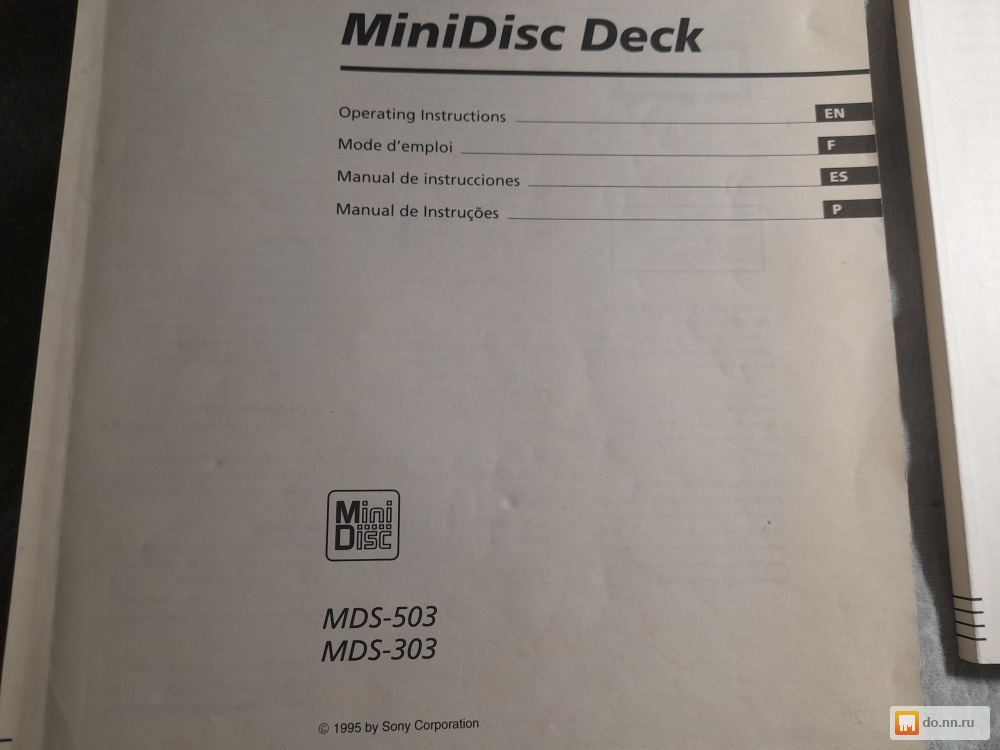 MiniDisc Deck
Operating Instructions EN
Mode d'emploi F
Manual de instrucciones ES
Manual de Instruções P
Mini
Disc
MDS-503
MDS-303
© 1995 by Sony Corporation
do.nn.ru